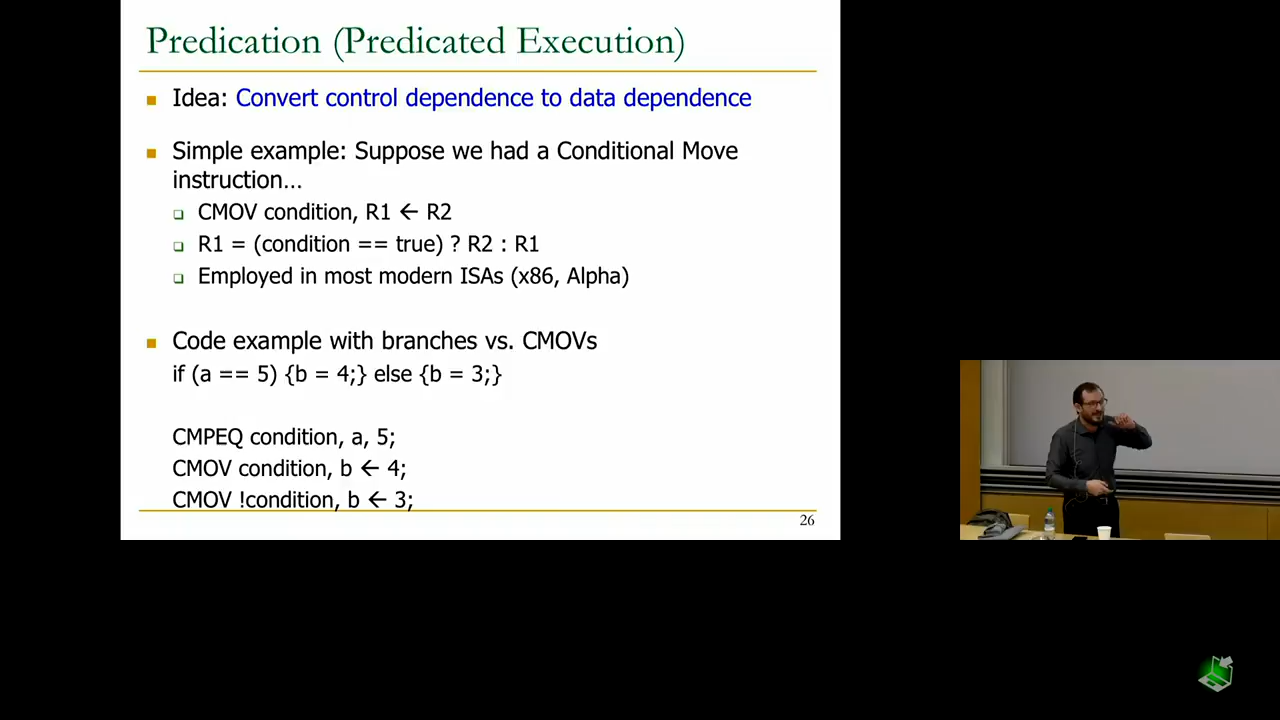 Predication (Predicated Execution)
Idea: Convert control dependence to data dependence
Simple example: Suppose we had a Conditional Move
instruction…
CMOV condition, R1 ← R2
R1 = (condition == true) ? R2 : R1
Employed in most modern ISAs (x86, Alpha)
Code example with branches vs. CMOVs
if (a == 5) {b = 4;} else {b = 3;}
CMPEQ condition, a, 5;
CMOV condition, b ← 4;
CMOV !condition, b ← 3;
26